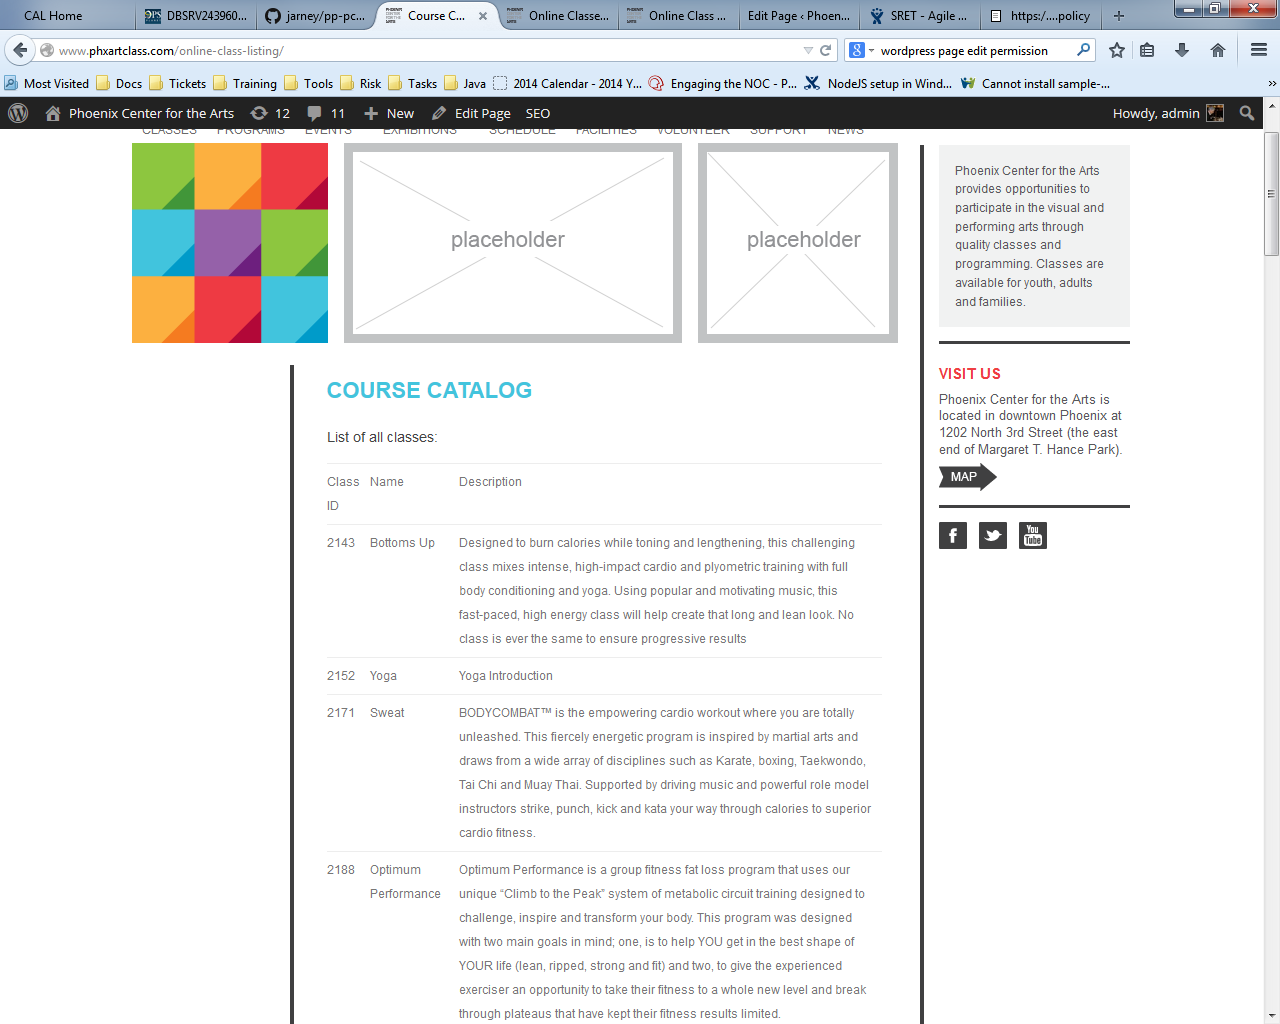 CAL Home
DBSRV243960...
jarney/pp-pc...
Course C...
Online Classe...
Online Class ...
Edit Page ‹ Phoen...
SRET - Agile ...
https:/....policy
www.phxartclass.com/online-class-listing/
wordpress page edit permission
Most Visited
Docs
Tickets
Training
Tools
Risk
Tasks
Java
2014 Calendar - 2014 Y...
Engaging the NOC - P...
NodeJS setup in Wind...
Cannot install sample-...
Phoenix Center for the Arts
12
11
New
Edit Page
SEO
Howdy, admin
CLASSES
PROGRAMS
EVENTS
EXHIBITIONS
SCHEDULE
FACILITIES
VOLUNTEER
SUPPORT
NEWS
placeholder
placeholder
Phoenix Center for the Arts
provides opportunities to
participate in the visual and
performing arts through
quality classes and
programming. Classes are
available for youth, adults
and families.
VISIT US
Phoenix Center for the Arts is
located in downtown Phoenix at
1202 North 3rd Street (the east
end of Margaret T. Hance Park).
MAP
You
Tube
COURSE CATALOG
List of all classes:
Class ID
Name
Description
2143
Bottoms Up
Designed to burn calories while toning and lengthening, this challenging
class mixes intense, high-impact cardio and plyometric training with full
body conditioning and yoga. Using popular and motivating music, this
fast-paced, high energy class will help create that long and lean look. No
class is ever the same to ensure progressive results
2152
Yoga
Yoga Introduction
2171
Sweat
BODYCOMBAT™ is the empowering cardio workout where you are totally
unleashed. This fiercely energetic program is inspired by martial arts and
draws from a wide array of disciplines such as Karate, boxing, Taekwondo,
Tai Chi and Muay Thai. Supported by driving music and powerful role model
instructors strike, punch, kick and kata your way through calories to superior
cardio fitness.
2188
Optimum
Performance
Optimum Performance is a group fitness fat loss program that uses our
unique “Climb to the Peak” system of metabolic circuit training designed to
challenge, inspire and transform your body. This program was designed
with two main goals in mind; one, is to help YOU get in the best shape of
YOUR life (lean, ripped, strong and fit) and two, to give the experienced
exerciser an opportunity to take their fitness to a whole new level and break
through plateaus that have kept their fitness results limited.